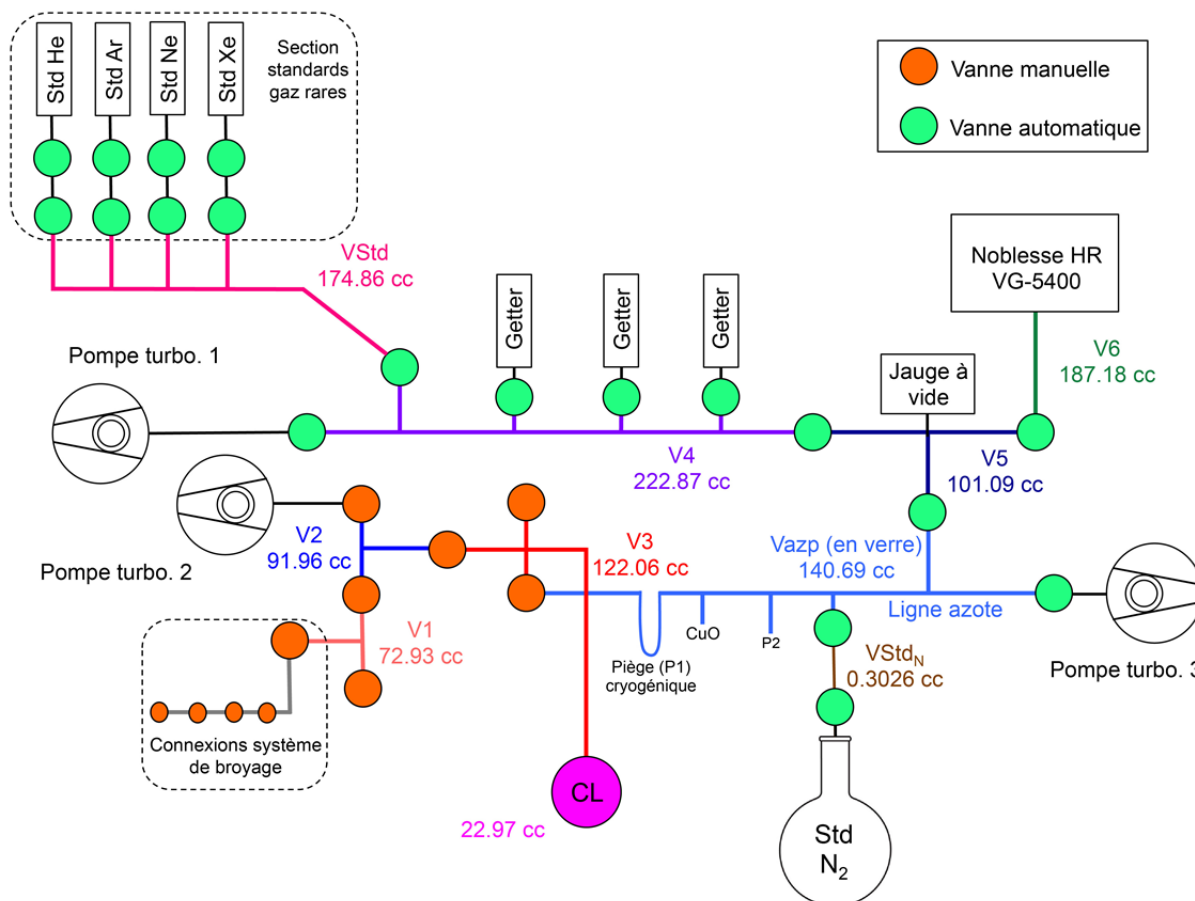 Std He
Std Ar
Std Ne
Std Xe
Section
standards
gaz rares
Vanne manuelle
Vanne automatique
VStd
174.86 cc
Noblesse HR
VG-5400
Getter
Getter
Getter
Pompe turbo. 1
Jauge à
vide
V6
187.18 cc
V4
222.87 cc
V5
101.09 cc
Pompe turbo. 2
V2
91.96 cc
V3
122.06 cc
Vazp (en verre)
140.69 cc
Ligne azote
V1
72.93 cc
CuO
P2
Piège (P1)
cryogénique
VStdN
0.3026 cc
Pompe turbo. 3
Connexions système
de broyage
CL
22.97 cc
Std
N2